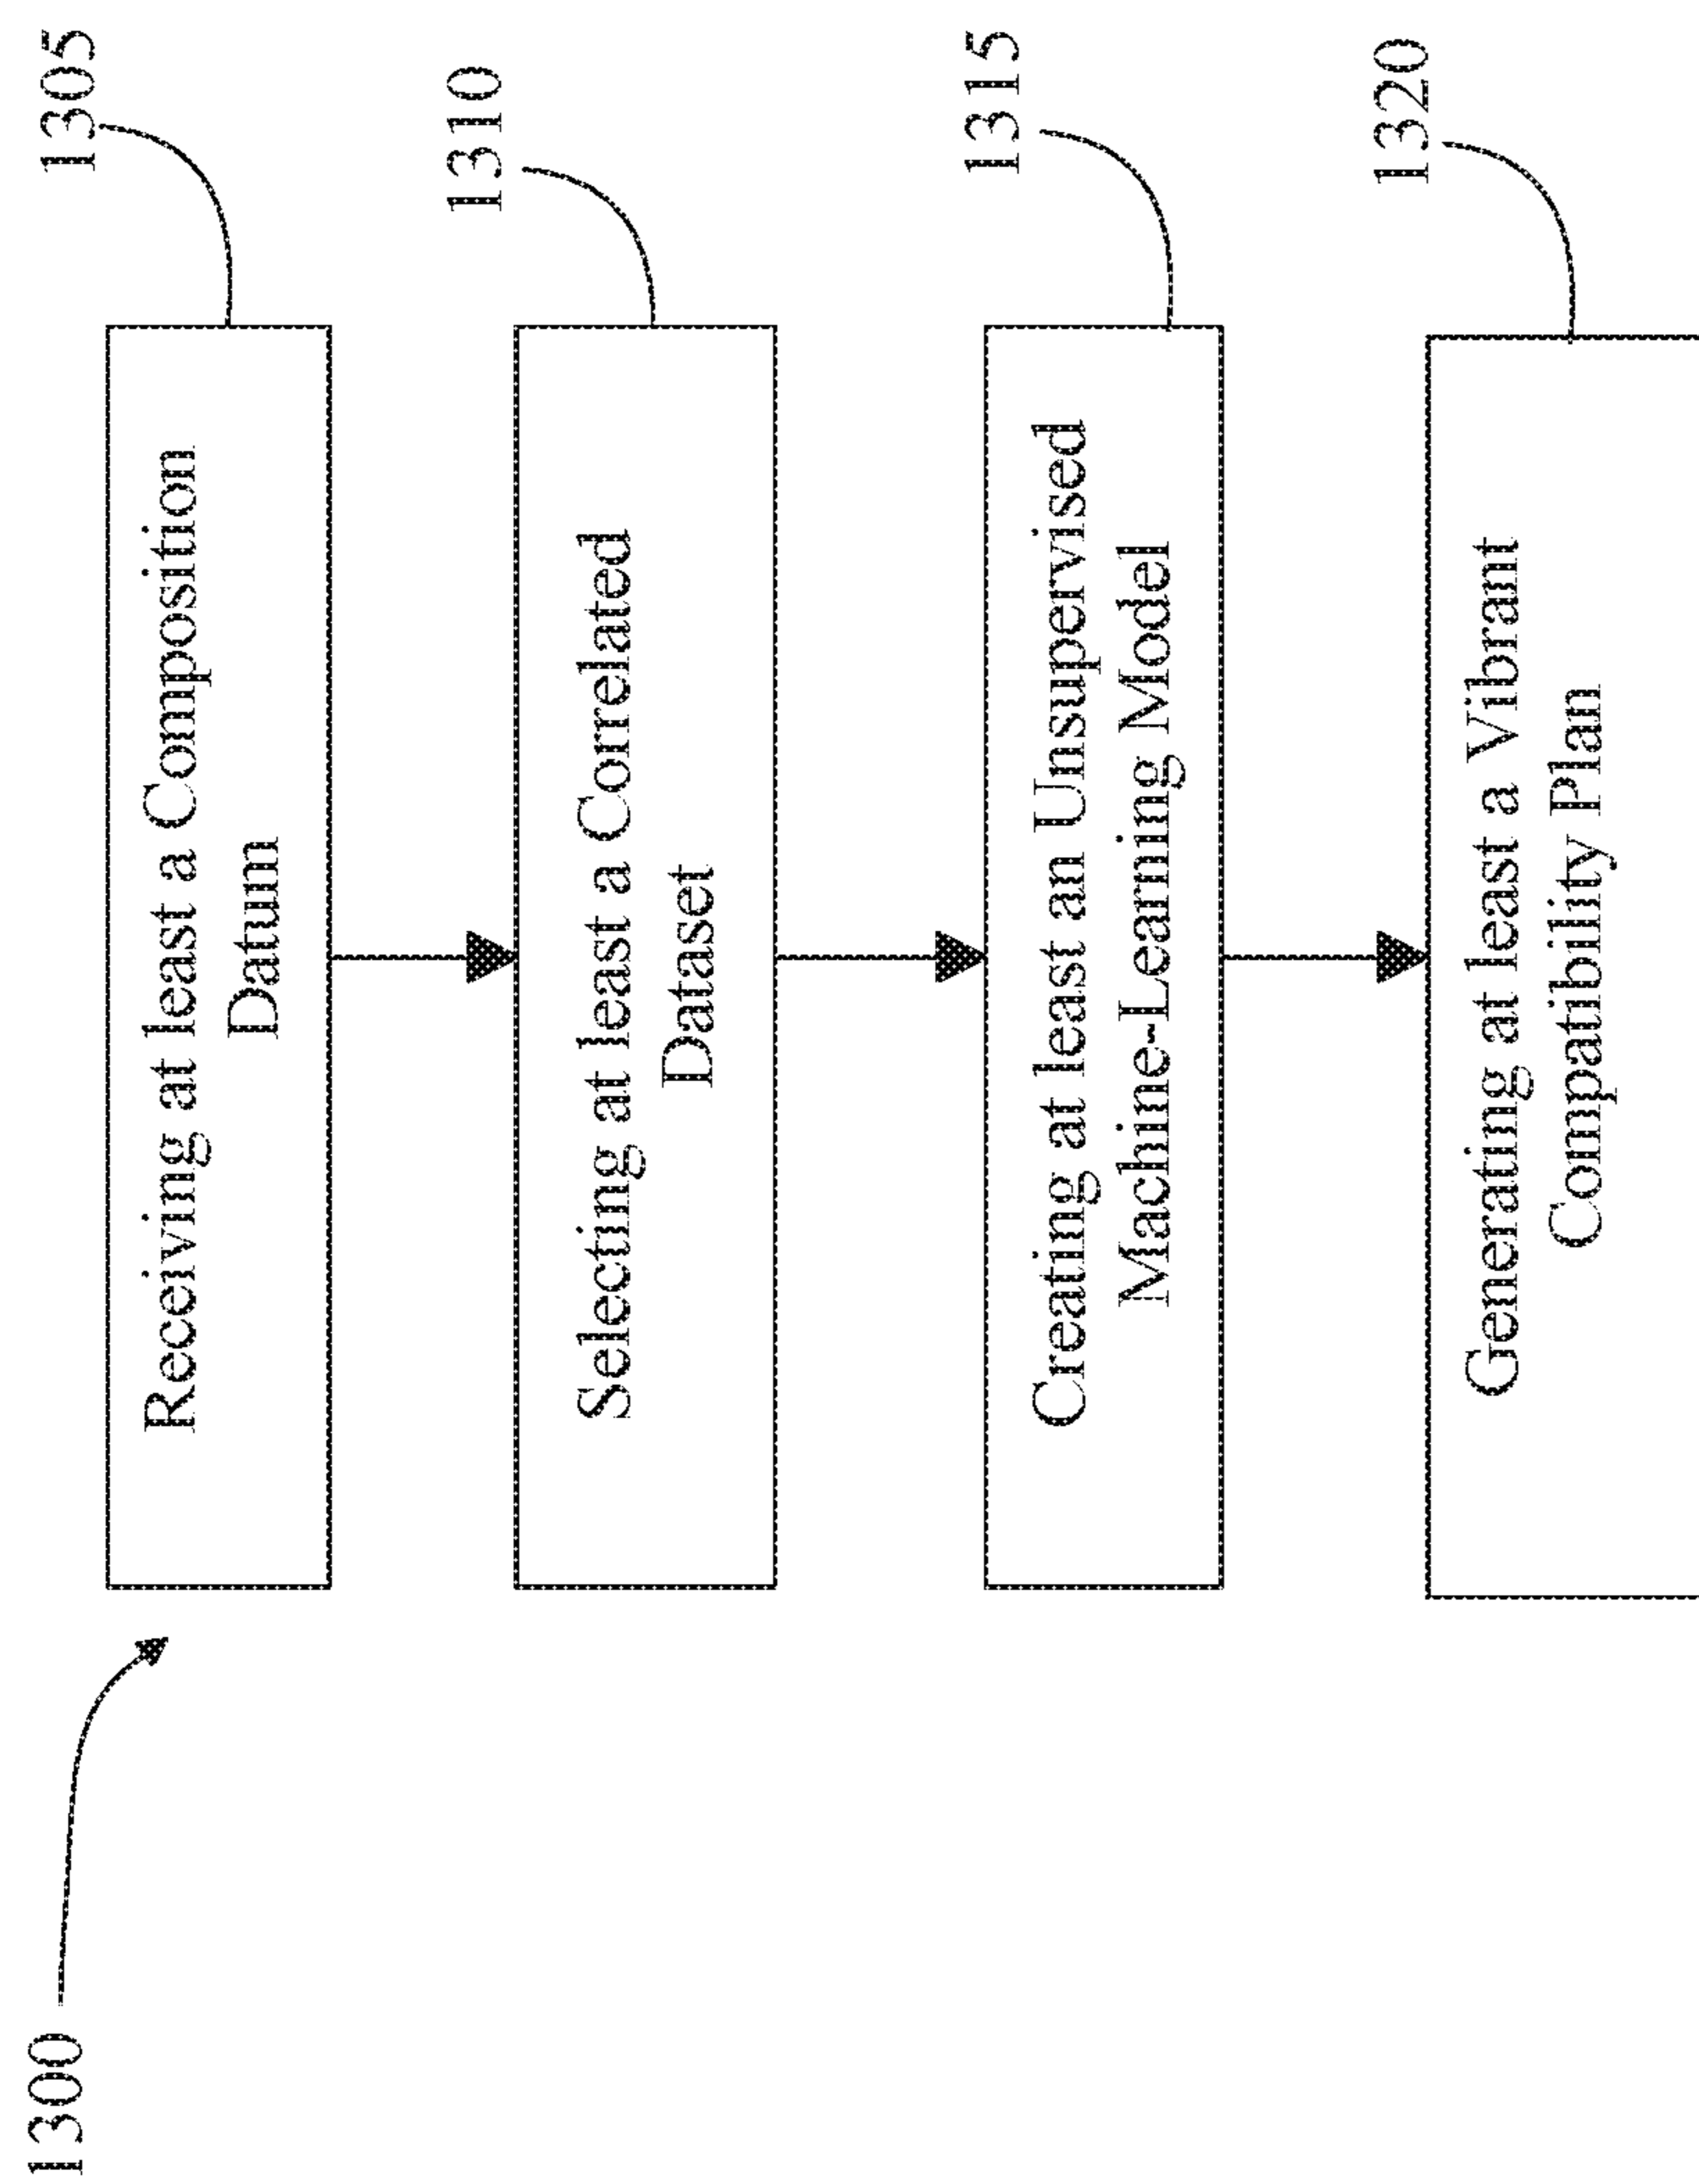 1300
1305
Receiving at least a Composition
Datum
1310
Selecting at least a Correlated
Dataset
1315
Creating at least an Unsupervised
Machine-Learning Model
1320
Generating at least a Vibrant
Compatibility Plan